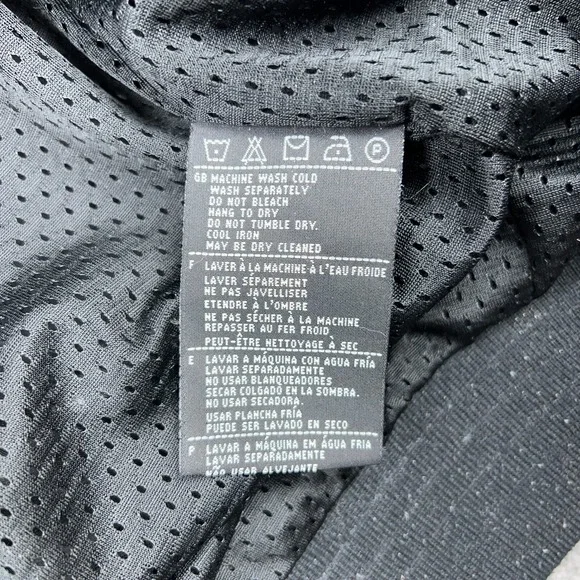 P
GB MACHINE WASH COLD
WASH SEPARATELY
DO NOT BLEACH
HANG TO DRY
DO NOT TUMBLE DRY.
COOL IRON
MAY BE DRY CLEANED
F LAVER À LA MACHINE À L'EAU FROIDE
LAVER SÉPAREMENT
NE PAS JAVELLISER
ETENDRE À L'OMBRE
NE PAS SÉCHER À LA MACHINE
REPASSER AU FER FROID
PEUT-ÊTRE NETTOYAGE À SEC
E LAVAR A MÁQUINA CON AGUA FRÍA
LAVAR SEPARADAMENTE
NO USAR BLANQUEADORES
SECAR COLGADO EN LA SOMBRA.
NO USAR SECADORA.
USAR PLANCHA FRÍA
PUEDE SER LAVADO EN SECO
P LAVAR A MÁQUINA EM ÁGUA FRIA
LAVAR SEPARADAMENTE
NÃO USAR ALVEJANTE